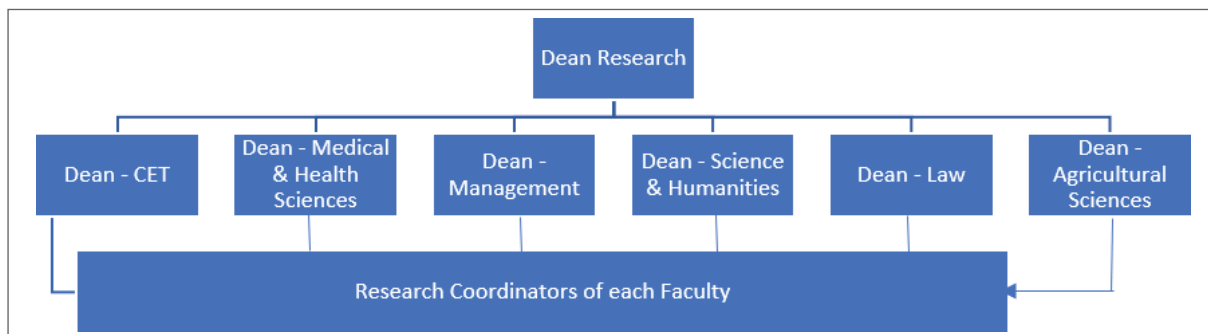 Dean Research
Dean - CET
Dean - Medical
& Health
Sciences
Dean -
Management
Dean - Science
& Humanities
Dean - Law
Dean -
Agricultural
Sciences
Research Coordinators of each Faculty